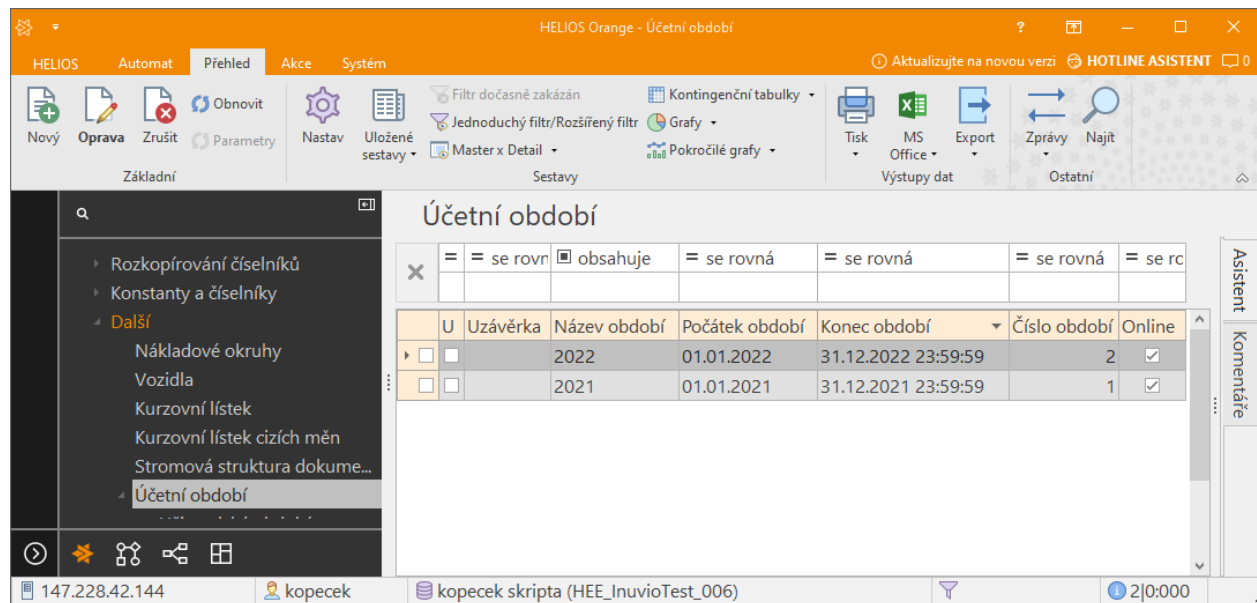 HELIOS Orange - Účetní období
?
HELIOS Automat Přehled Akce Systém
Aktualizujte na novou verzi HOTLINE ASISTENT 0
Nový
Oprava
Zrušit
Obnovit
Parametry
Základní
Nastav
Uložené
sestavy
Filtr dočasně zakázán
Jednoduchý filtr/Rozšířený filtr
Master x Detail
Kontingenční tabulky
Grafy
Pokročilé grafy
Sestavy
Tisk
MS
Office
Export
Výstupy dat
Zprávy
Najít
Ostatní
Rozkopírování číselníků
Konstanty a číselníky
Další
Nákladové okruhy
Vozidla
Kurzovní lístek
Kurzovní lístek cizích měn
Stromová struktura dokume...
Účetní období
Účetní období
= = se rovn obsahuje = se rovná = se rovná = se rovná = se rc
U Uzávěrka Název období Počátek období Konec období Číslo období Online
2022 01.01.2022 31.12.2022 23:59:59 2
2021 01.01.2021 31.12.2021 23:59:59 1
Asistent
Komentáře
147.228.42.144 kopecek kopecek skripta (HEE_InuvioTest_006) 2|0:000